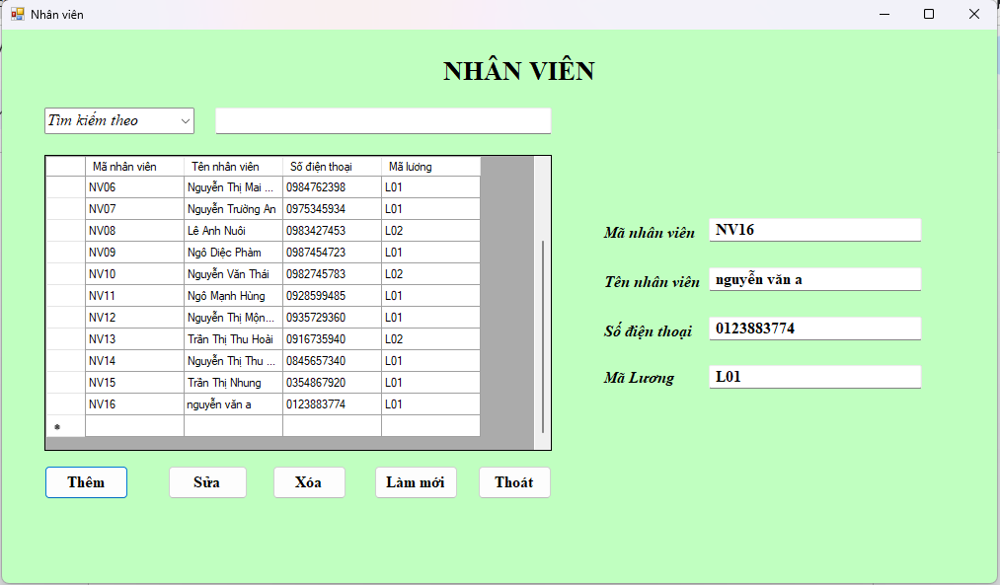 Nhân viên
NHÂN VIÊN
Tìm kiếm theo
Mã nhân viên Tên nhân viên Số điện thoại Mã lương
NV06 Nguyễn Thị Mai ... 0984762398 L01
NV07 Nguyễn Trường An 0975345934 L01
NV08 Lê Anh Nuôi 0983427453 L02
NV09 Ngô Diệc Phàm 0987454723 L01
NV10 Nguyễn Văn Thái 0982745783 L02
NV11 Ngô Mạnh Hùng 0928599485 L01
NV12 Nguyễn Thị Mộn... 0935729360 L01
NV13 Trần Thị Thu Hoài 0916735940 L02
NV14 Nguyễn Thị Thu ... 0845657340 L01
NV15 Trần Thị Nhung 0354867920 L01
NV16 nguyễn văn a 0123883774 L01
*
Mã nhân viên NV16
Tên nhân viên nguyễn văn a
Số điện thoại 0123883774
Mã Lương L01
Thêm Sửa Xóa Làm mới Thoát